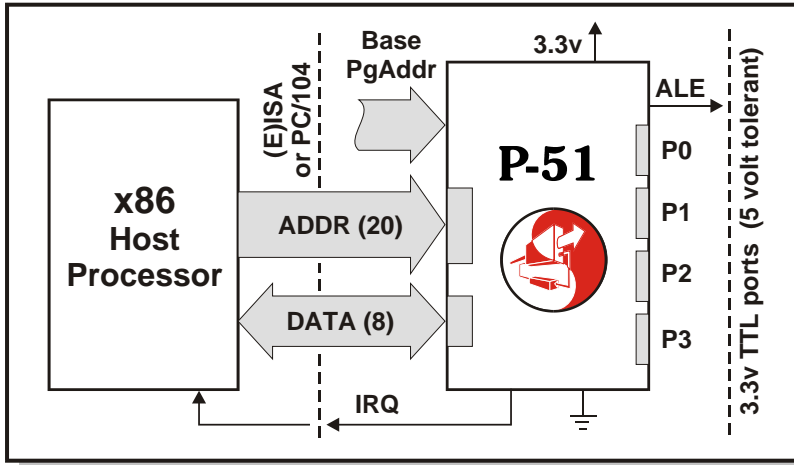 x86
Host
Processor
(E)ISA
or PC/104
Base
PgAddr
ADDR (20)
DATA (8)
IRQ
3.3v
P-51
ALE
P0
P1
P2
P3
3.3v TTL ports (5 volt tolerant)